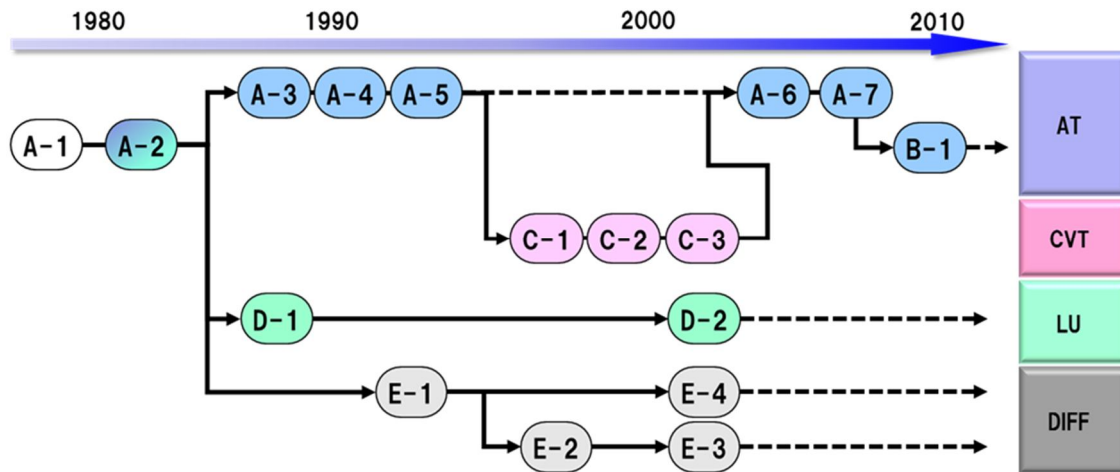 1980 1990 2000 2010
A-3 A-4 A-5 A-6 A-7
AT
A-1 A-2 B-1
C-1 C-2 C-3 CVT
D-1 D-2 LU
E-1 E-4
DIFF
E-2 E-3